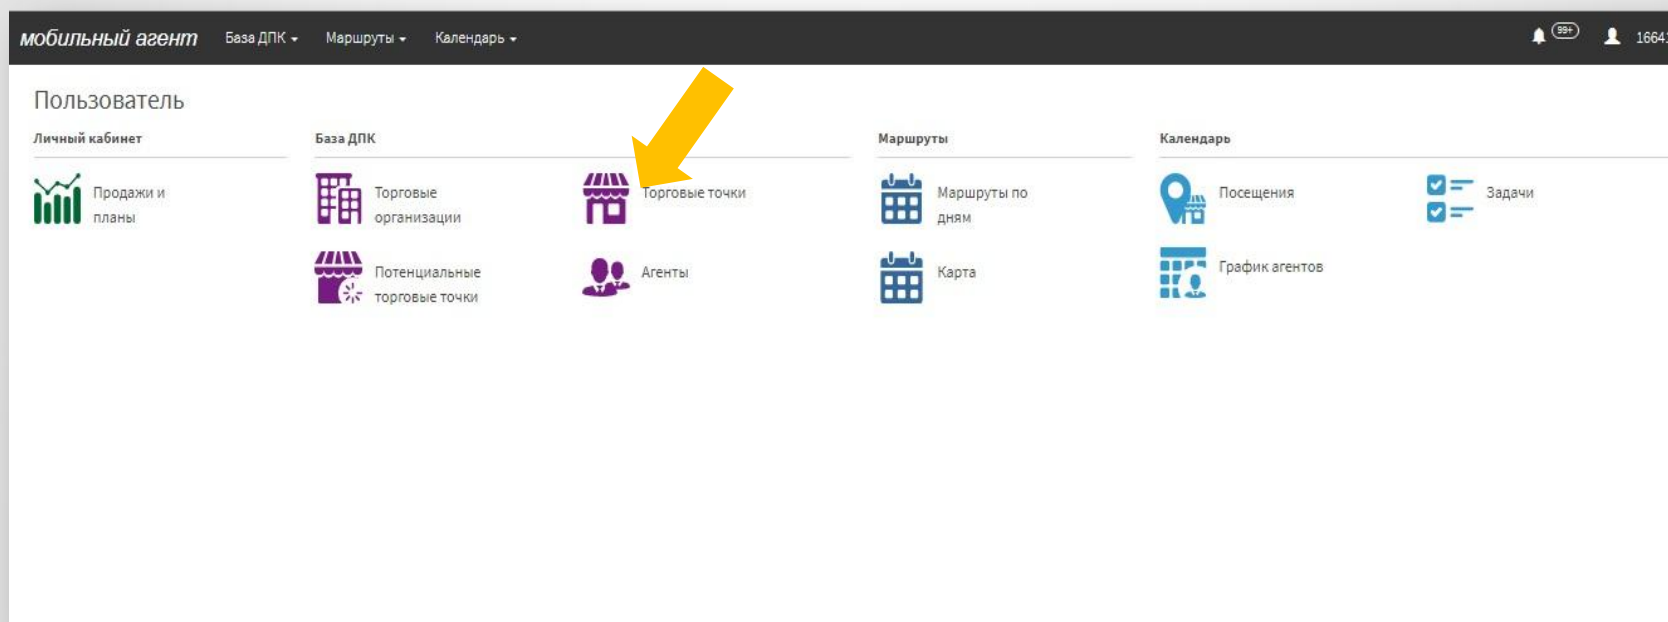 мобильный агент База ДПК Маршруты Календарь 99+ 16641
Пользователь
Личный кабинет База ДПК Маршруты Календарь
Продажи и
планы
Торговые
организации
Торговые точки
Потенциальные
торговые точки
Агенты
Маршруты по
дням
Карта
Посещения
Задачи
График агентов